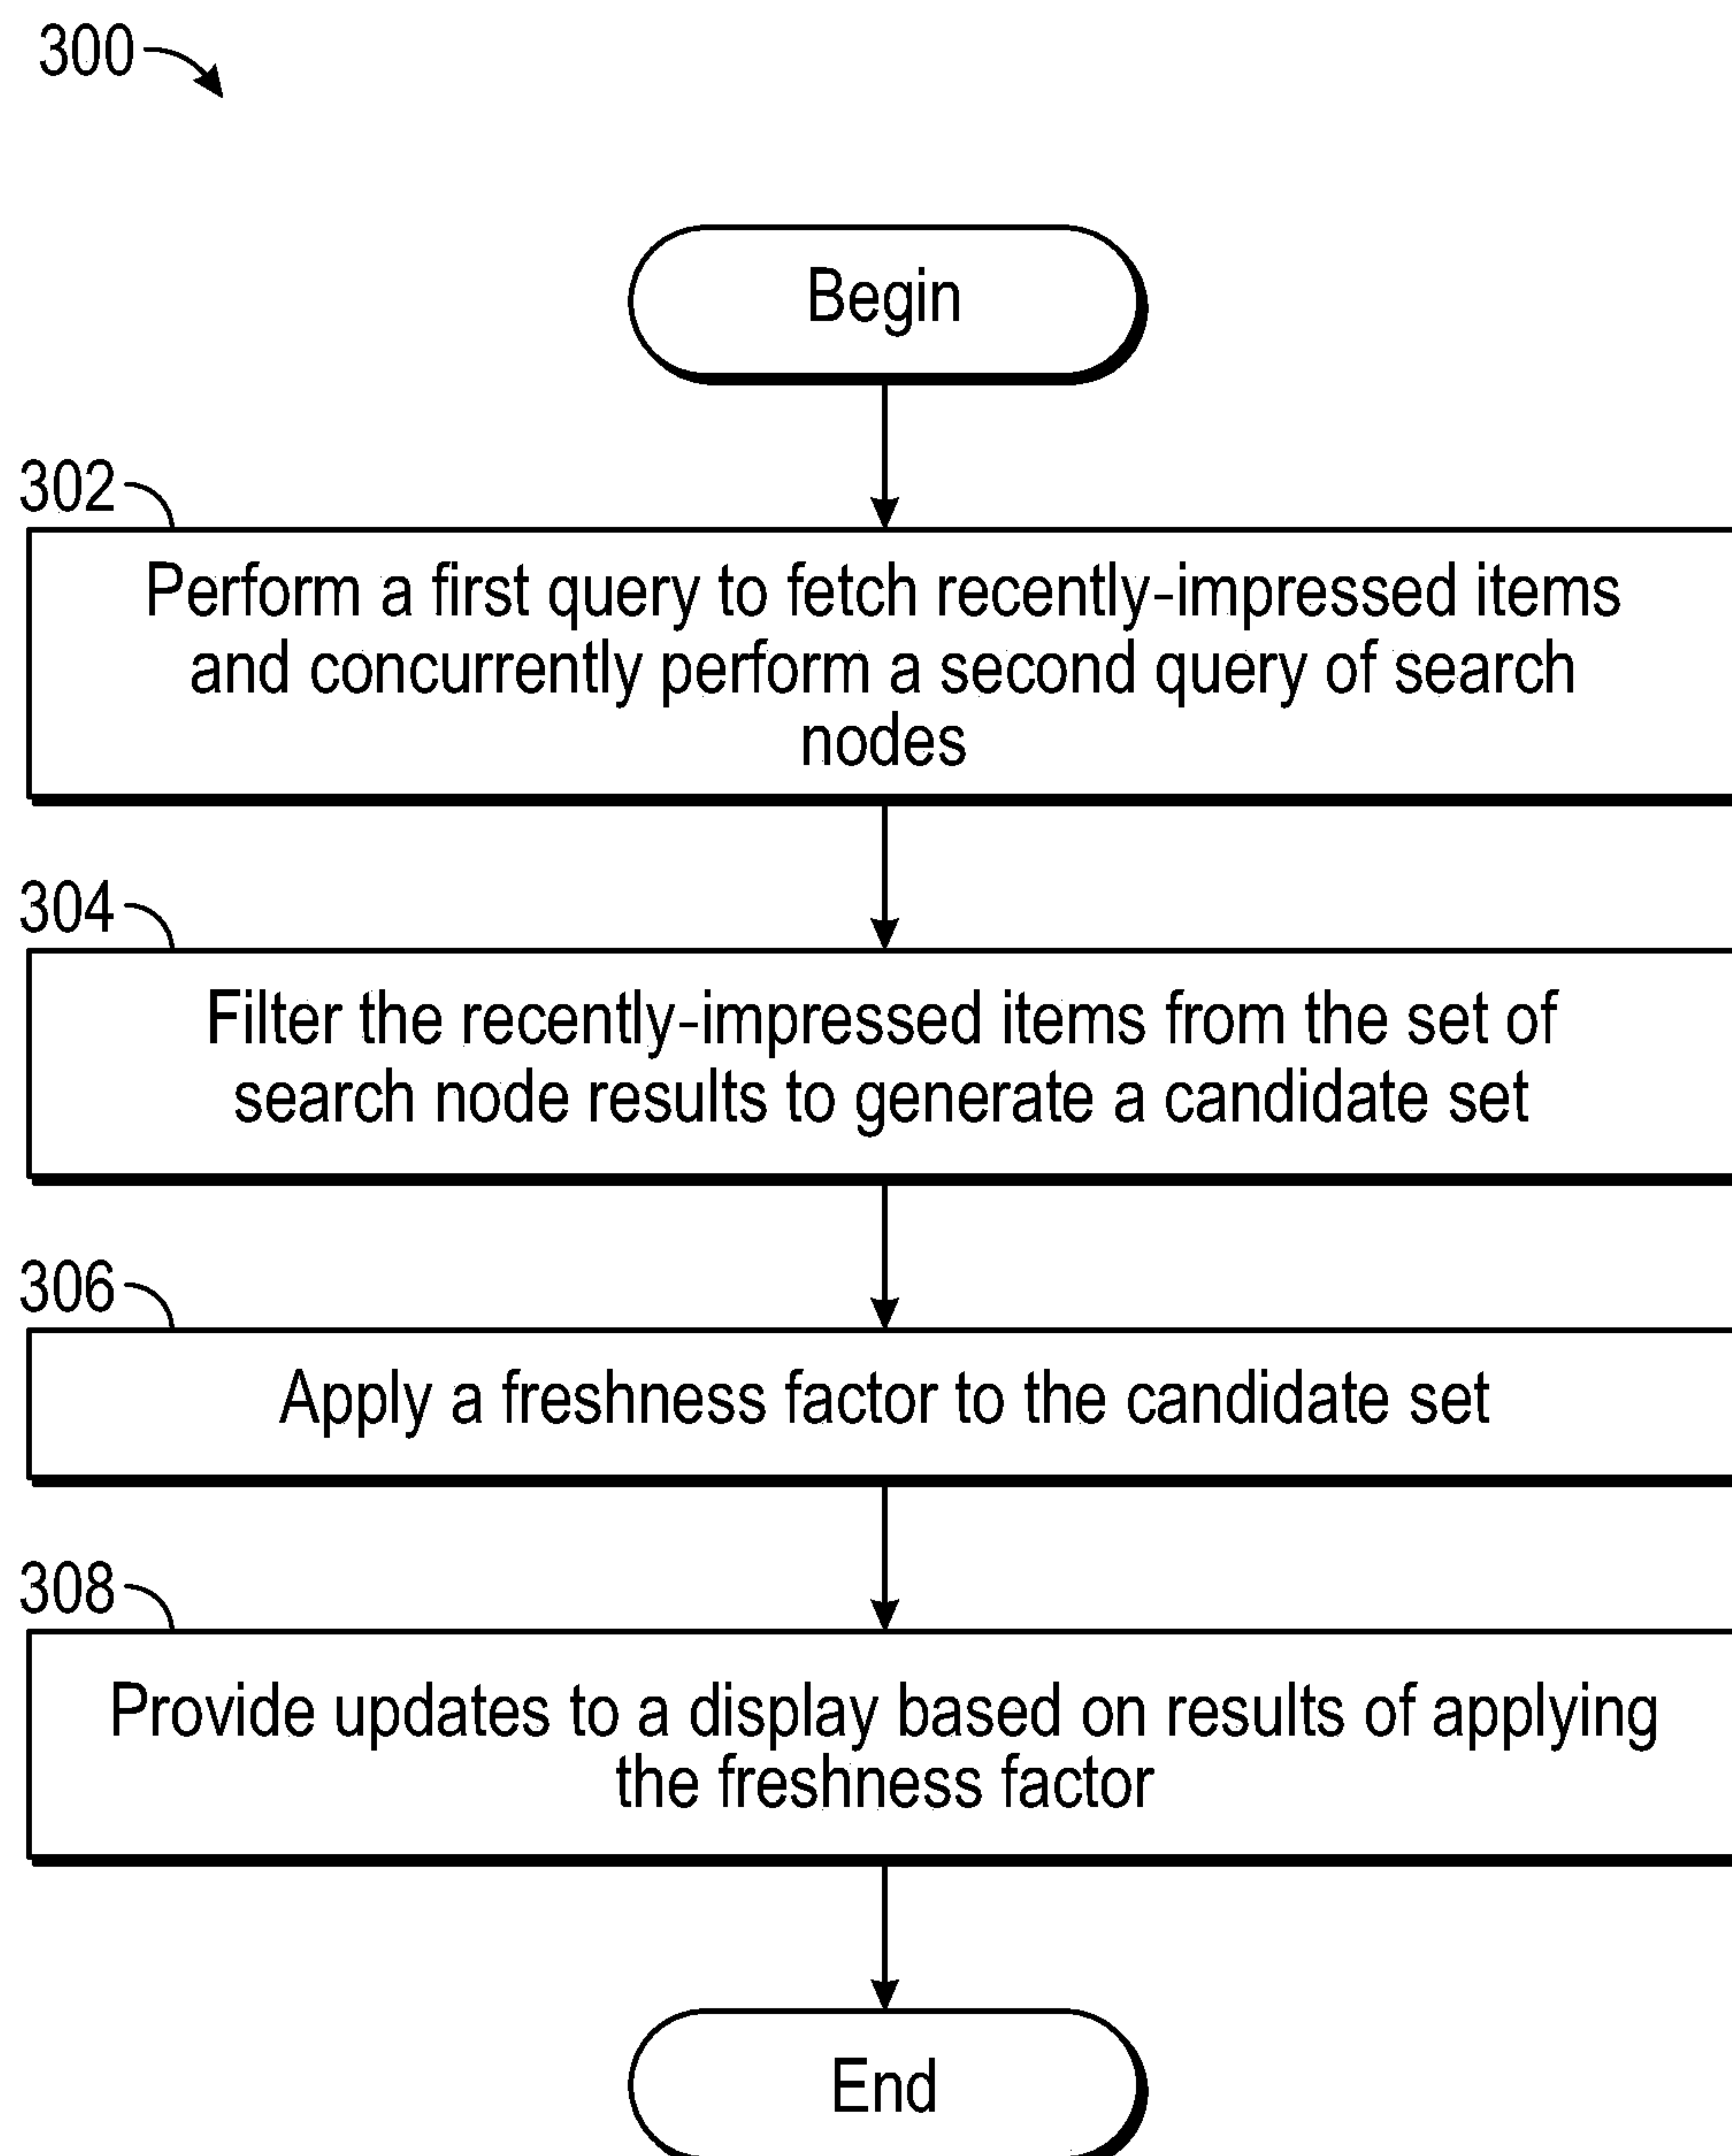 300
Begin
302
Perform a first query to fetch recently-impressed items
and concurrently perform a second query of search
nodes
304
Filter the recently-impressed items from the set of
search node results to generate a candidate set
306
Apply a freshness factor to the candidate set
308
Provide updates to a display based on results of applying
the freshness factor
End